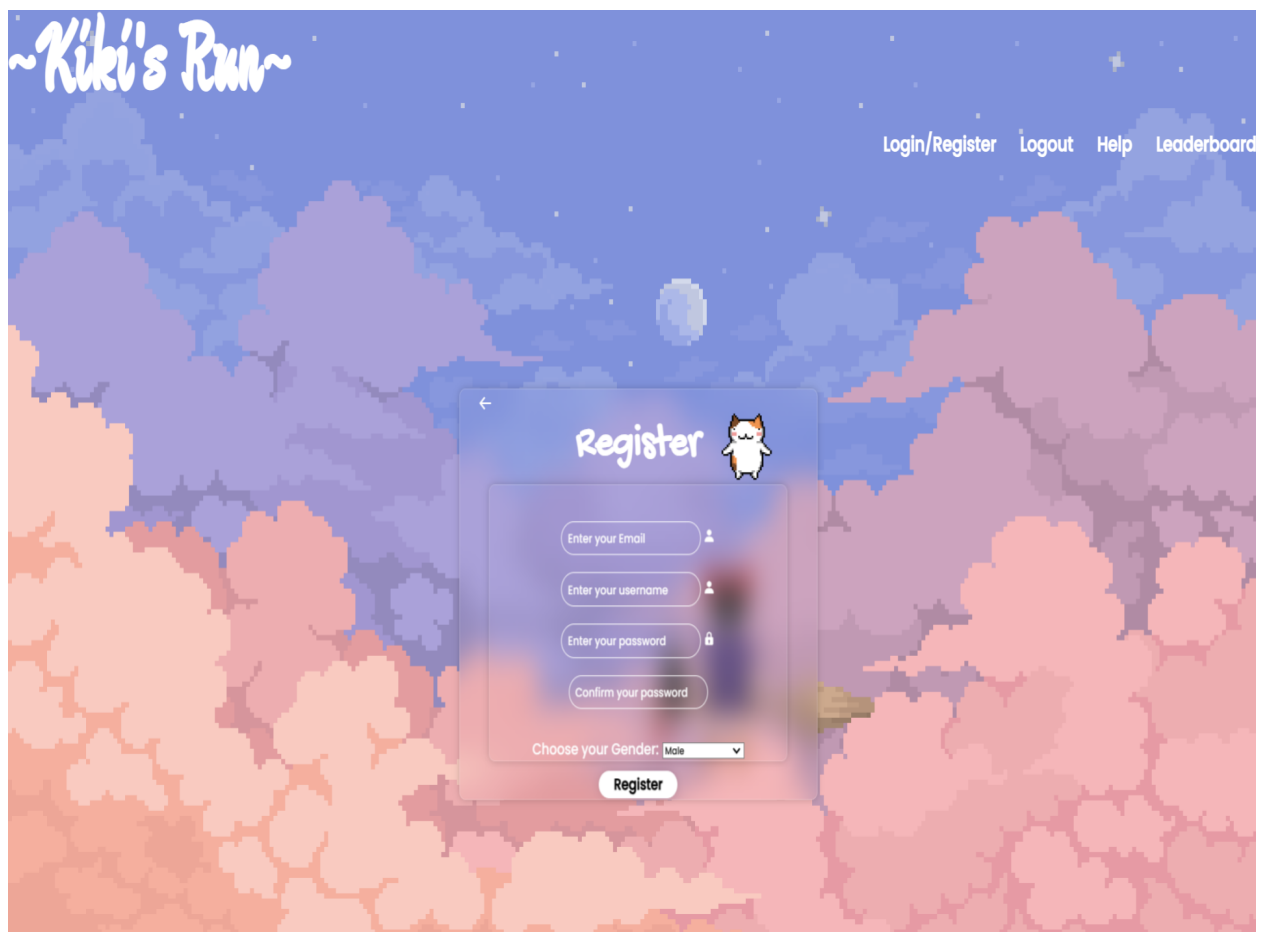 ~Kiki's Run~
Login/Register Logout Help Leaderboard
Register
Enter your Email
Enter your username
Enter your password
Confirm your password
Choose your Gender: Male
Register